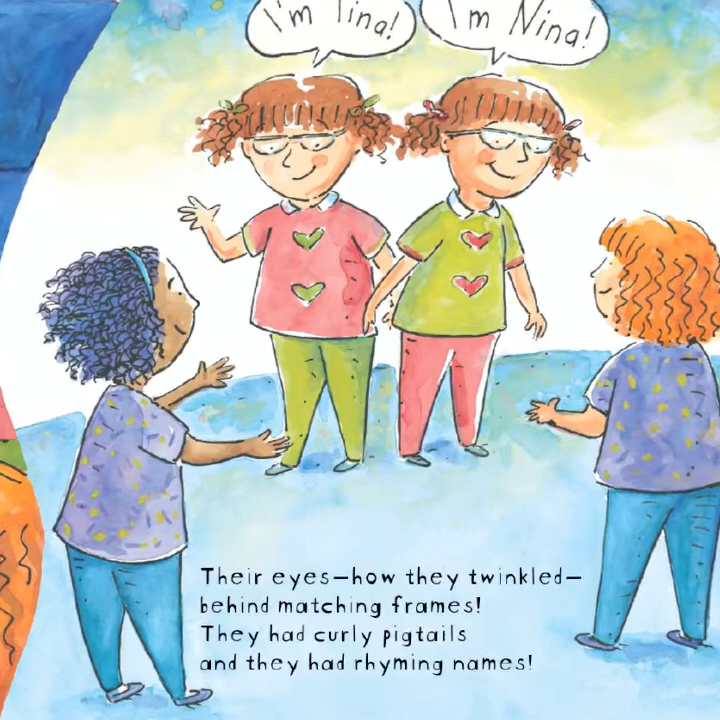 I'm Tina!
I'm Nina!
Their eyes—how they twinkled—
behind matching frames!
They had curly pigtails
and they had rhyming names!